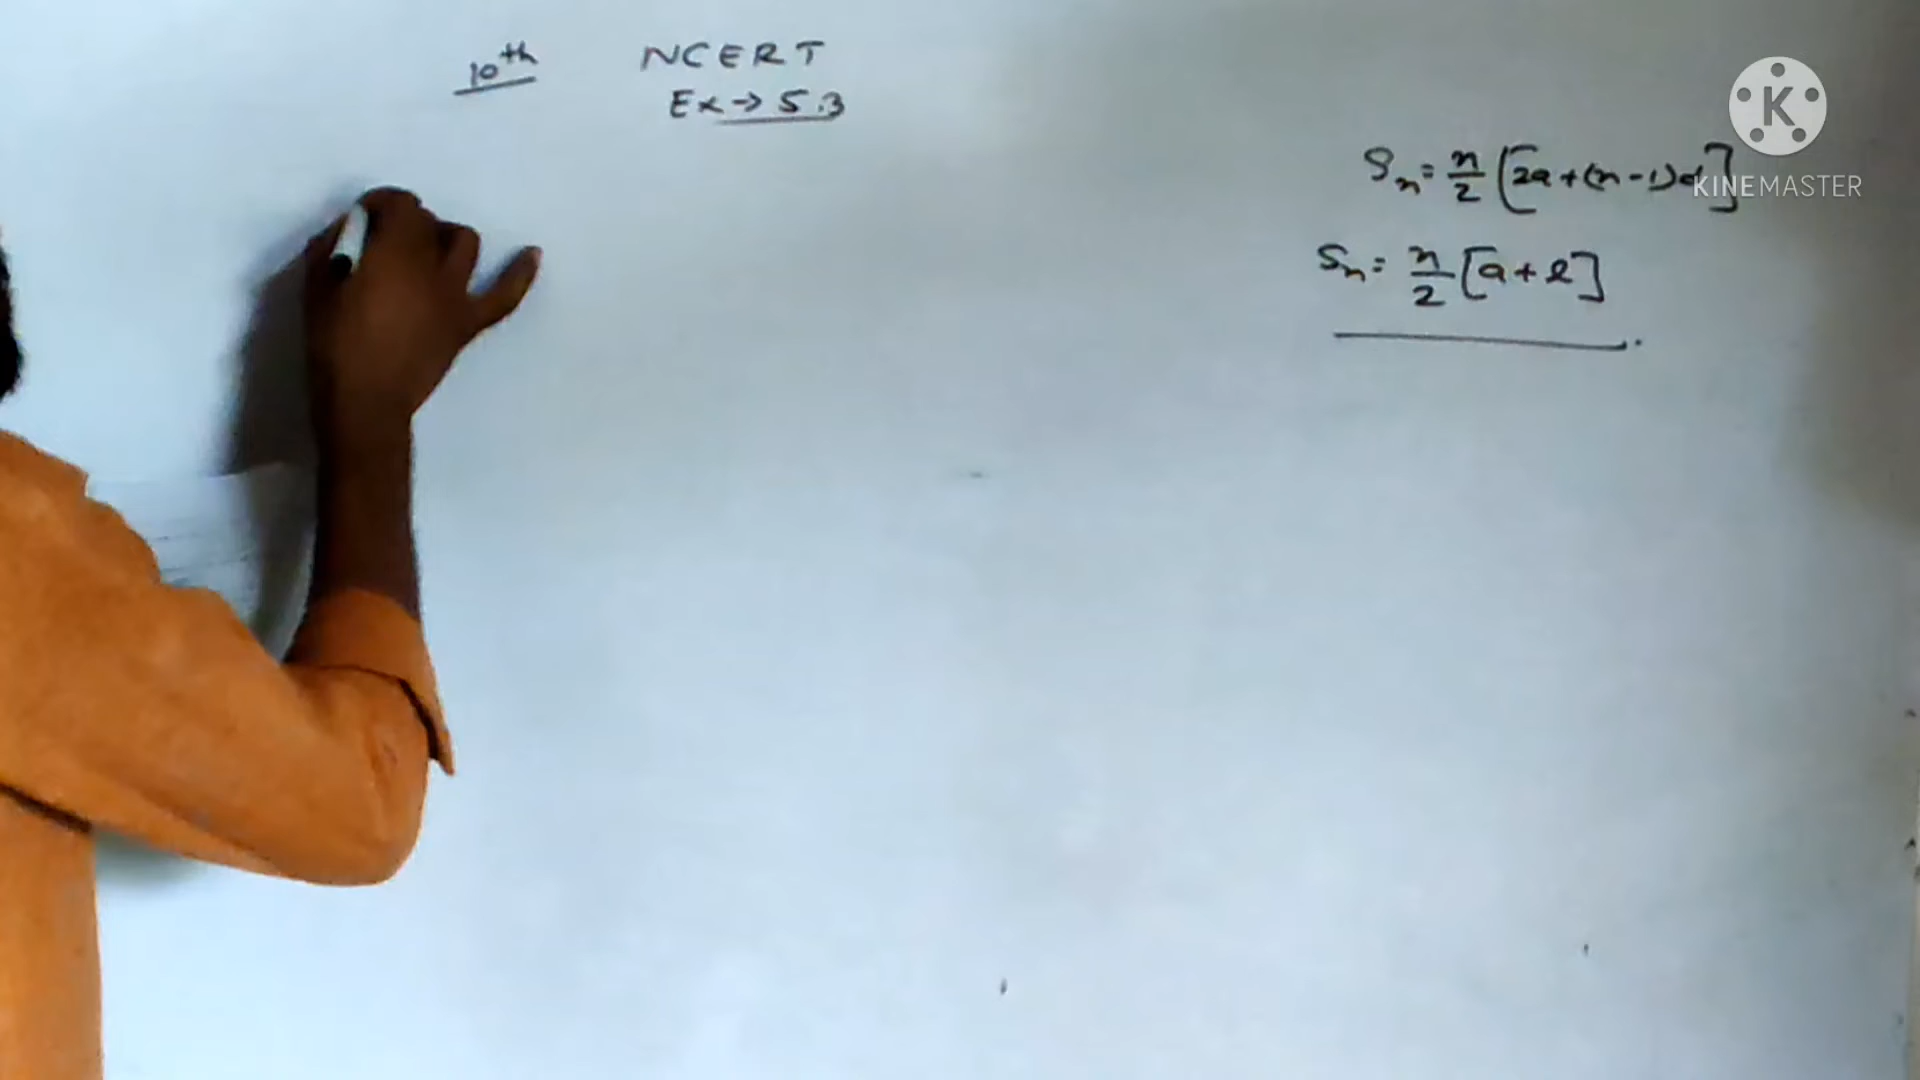 10th NCERT
Ex → 5.3
K
KINEMASTER
Sn = n/2 [2a + (n - 1)d]
Sn = n/2 [a + l]